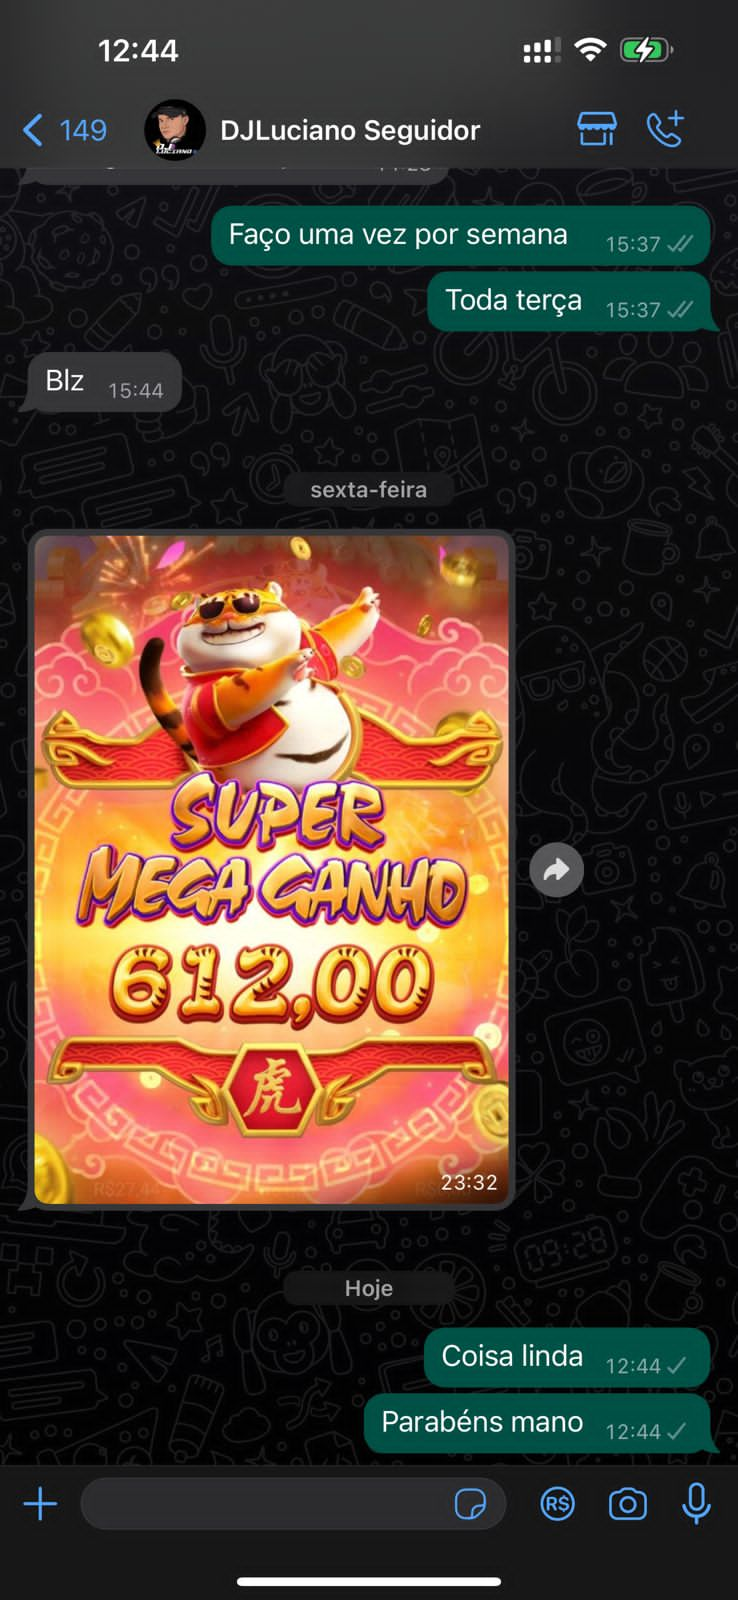 12:44
149
DJLuciano Seguidor
Faço uma vez por semana 15:37
Toda terça 15:37
Blz 15:44
sexta-feira
SUPER
MEGA GANHO
612,00
虎
23:32
Hoje
Coisa linda 12:44
Parabéns mano 12:44
R$